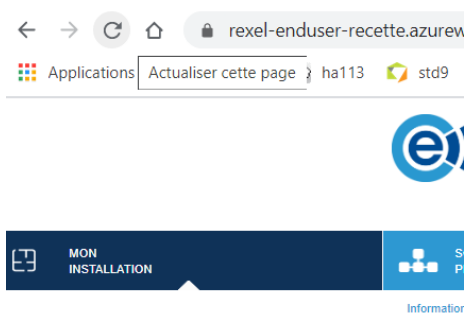 rexel-enduser-recette.azurew
Applications Actualiser cette page ha113 std9
e
MON
INSTALLATION
S
P
Information